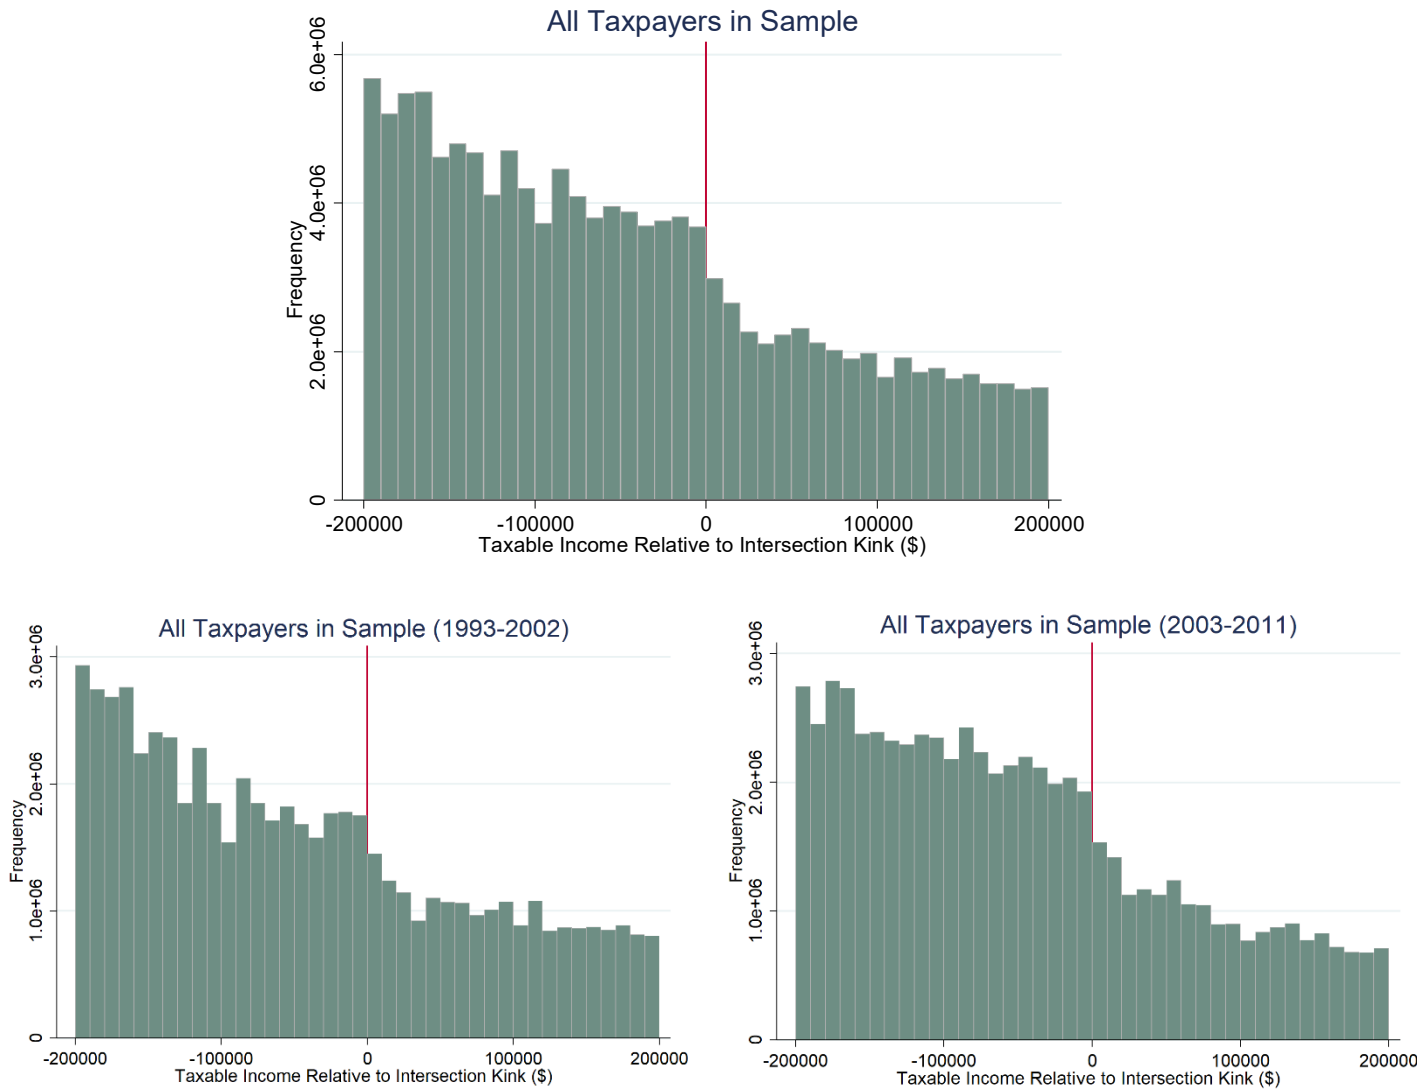 All Taxpayers in Sample
Frequency
6.0e+06
4.0e+06
2.0e+06
0
-200000 -100000 0 100000 200000
Taxable Income Relative to Intersection Kink ($)
All Taxpayers in Sample (1993-2002)
Frequency
3.0e+06
2.0e+06
1.0e+06
0
-200000 -100000 0 100000 200000
Taxable Income Relative to Intersection Kink ($)
All Taxpayers in Sample (2003-2011)
Frequency
3.0e+06
2.0e+06
1.0e+06
0
-200000 -100000 0 100000 200000
Taxable Income Relative to Intersection Kink ($)